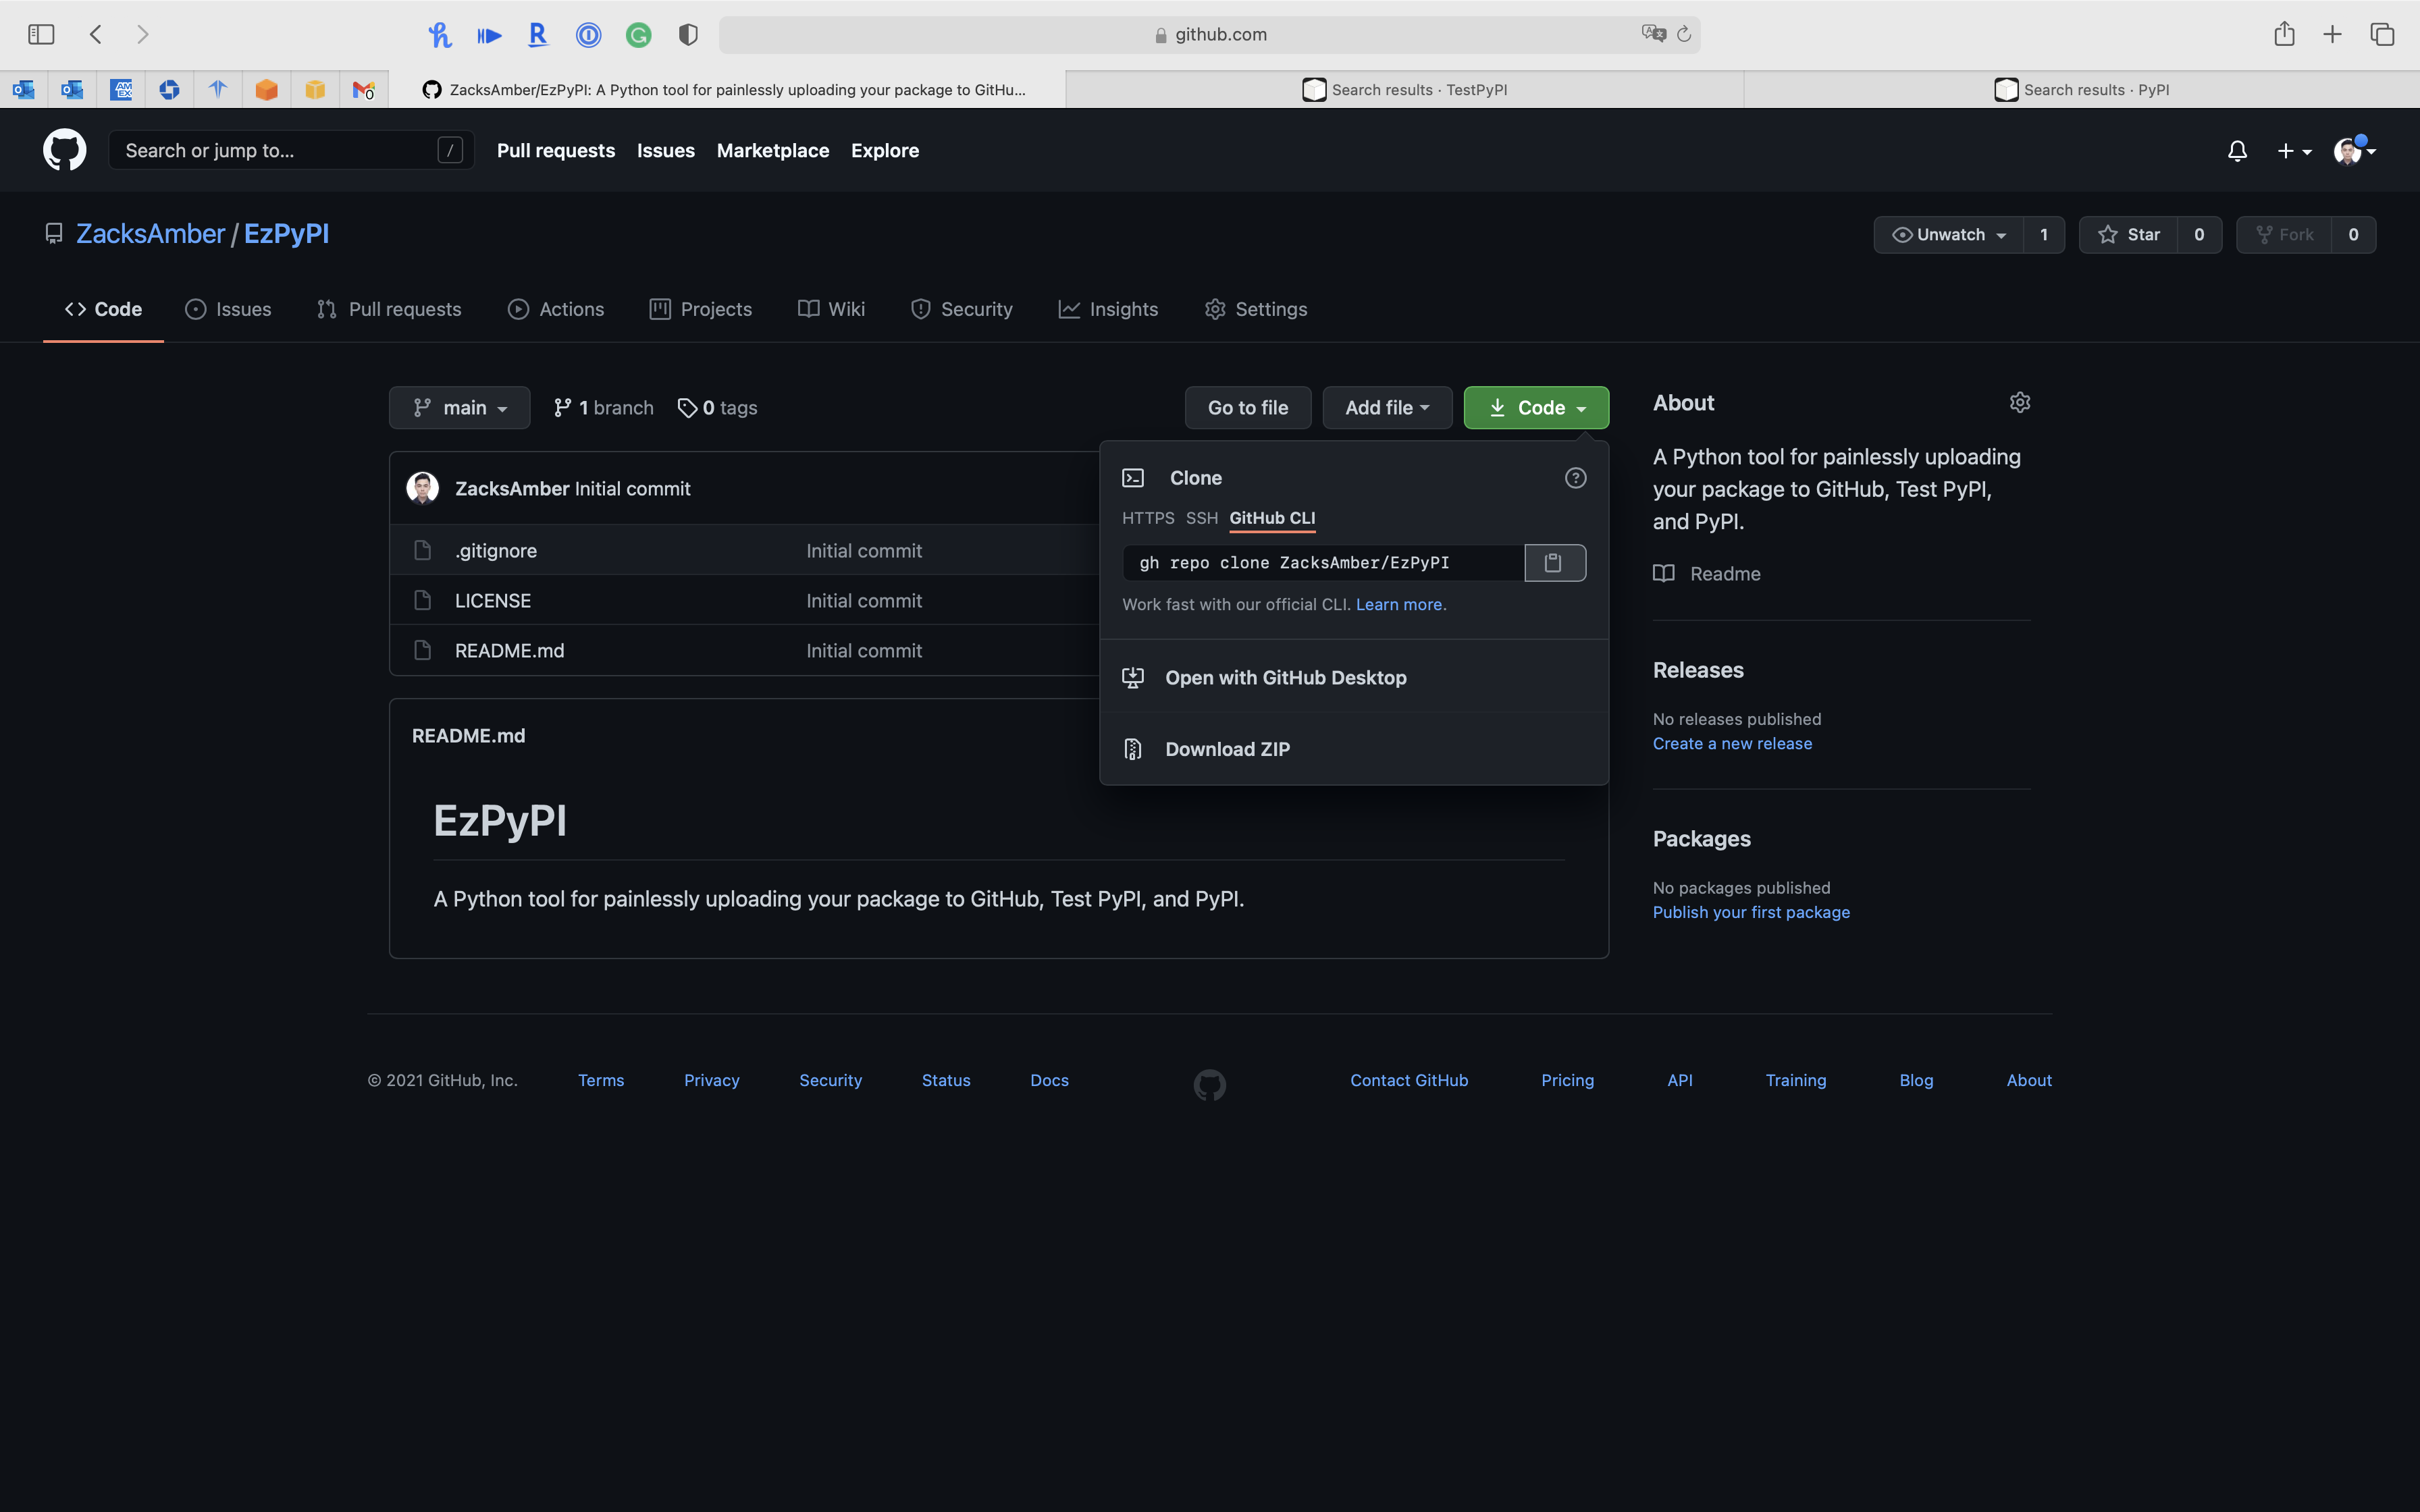 github.com
ZacksAmber/EzPyPI: A Python tool for painlessly uploading your package to GitHu...
Search results · TestPyPI
Search results · PyPI
Search or jump to... /
Pull requests Issues Marketplace Explore
ZacksAmber / EzPyPI
Unwatch 1 Star 0 Fork 0
Code Issues Pull requests Actions Projects Wiki Security Insights Settings
main 1 branch 0 tags Go to file Add file Code
ZacksAmber Initial commit
.gitignore Initial commit
LICENSE Initial commit
README.md Initial commit
Clone
HTTPS SSH GitHub CLI
gh repo clone ZacksAmber/EzPyPI
Work fast with our official CLI. Learn more.
Open with GitHub Desktop
Download ZIP
README.md
EzPyPI
A Python tool for painlessly uploading your package to GitHub, Test PyPI, and PyPI.
About
A Python tool for painlessly uploading
your package to GitHub, Test PyPI,
and PyPI.
Readme
Releases
No releases published
Create a new release
Packages
No packages published
Publish your first package
© 2021 GitHub, Inc. Terms Privacy Security Status Docs Contact GitHub Pricing API Training Blog About